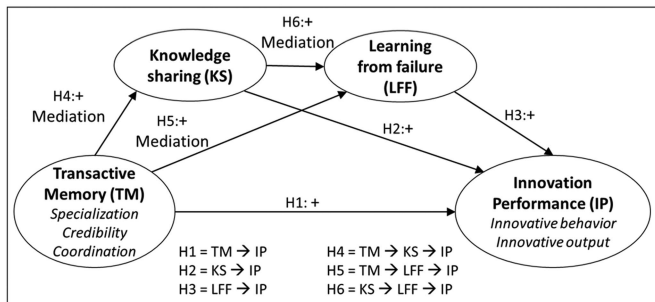 H6:+
Mediation
Knowledge
sharing (KS)
Learning
from failure
(LFF)
H4:+
Mediation
H5:+
Mediation
H2:+
H3:+
Transactive
Memory (TM)
Specialization
Credibility
Coordination
H1: +
Innovation
Performance (IP)
Innovative behavior
Innovative output
H1 = TM → IP
H2 = KS → IP
H3 = LFF → IP
H4 = TM → KS → IP
H5 = TM → LFF → IP
H6 = KS → LFF → IP